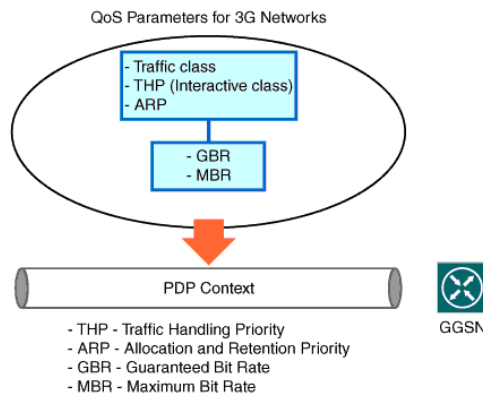 QoS Parameters for 3G Networks
- Traffic class
- THP (Interactive class)
- ARP
- GBR
- MBR
PDP Context
GGSN
- THP - Traffic Handling Priority
- ARP - Allocation and Retention Priority
- GBR - Guaranteed Bit Rate
- MBR - Maximum Bit Rate